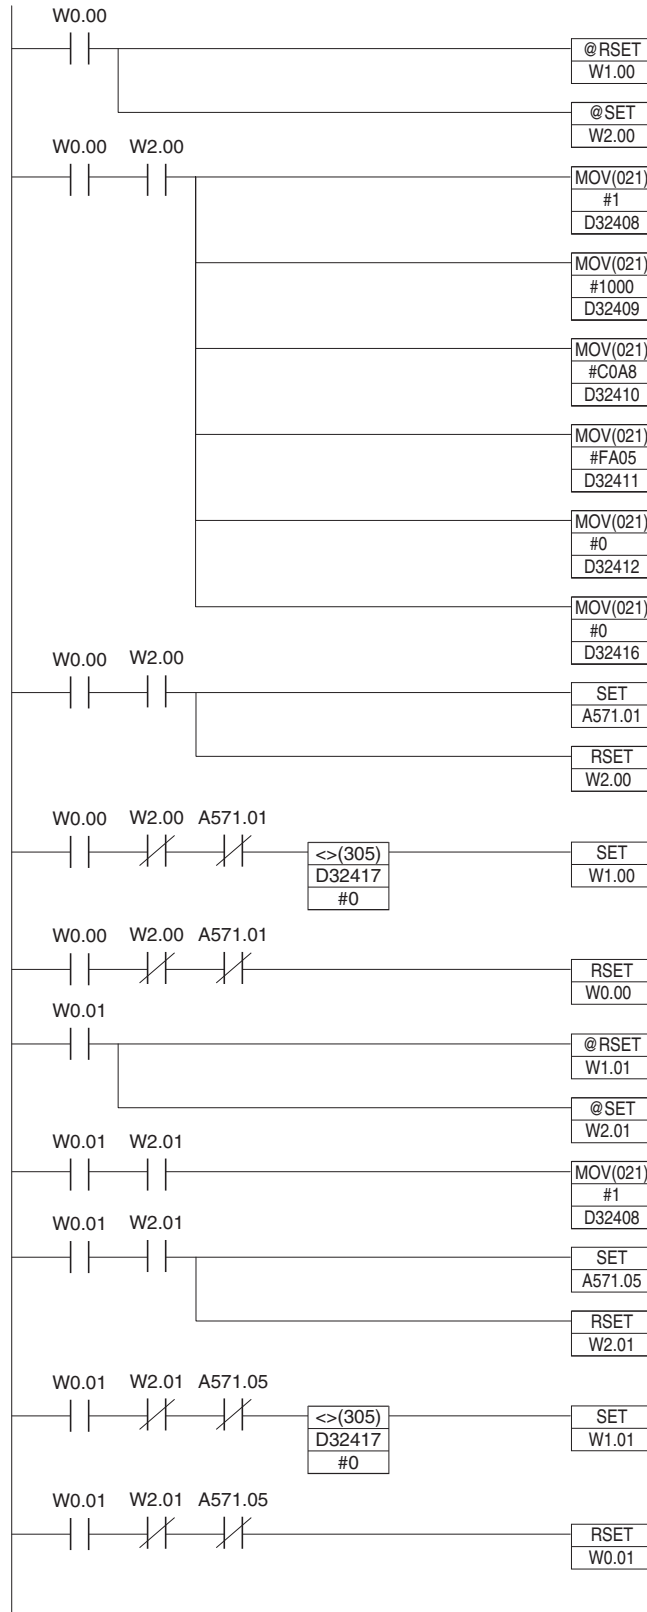 W0.00
@RSET
W1.00
@SET
W2.00
W0.00 W2.00
MOV(021)
#1
D32408
MOV(021)
#1000
D32409
MOV(021)
#C0A8
D32410
MOV(021)
#FA05
D32411
MOV(021)
#0
D32412
MOV(021)
#0
D32416
W0.00 W2.00
SET
A571.01
RSET
W2.00
W0.00 W2.00 A571.01
<>(305)
D32417
#0
SET
W1.00
W0.00 W2.00 A571.01
RSET
W0.00
W0.01
@RSET
W1.01
@SET
W2.01
W0.01 W2.01
MOV(021)
#1
D32408
W0.01 W2.01
SET
A571.05
RSET
W2.01
W0.01 W2.01 A571.05
<>(305)
D32417
#0
SET
W1.01
W0.01 W2.01 A571.05
RSET
W0.01